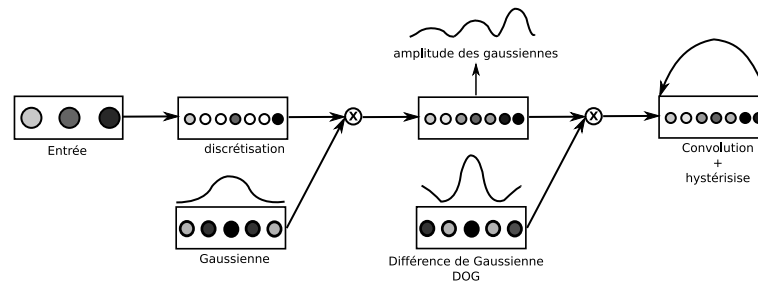 amplitude des gaussiennes
X
X
Entrée
discrétisation
Convolution
+
hystérisise
Gaussienne
Différence de Gaussienne
DOG